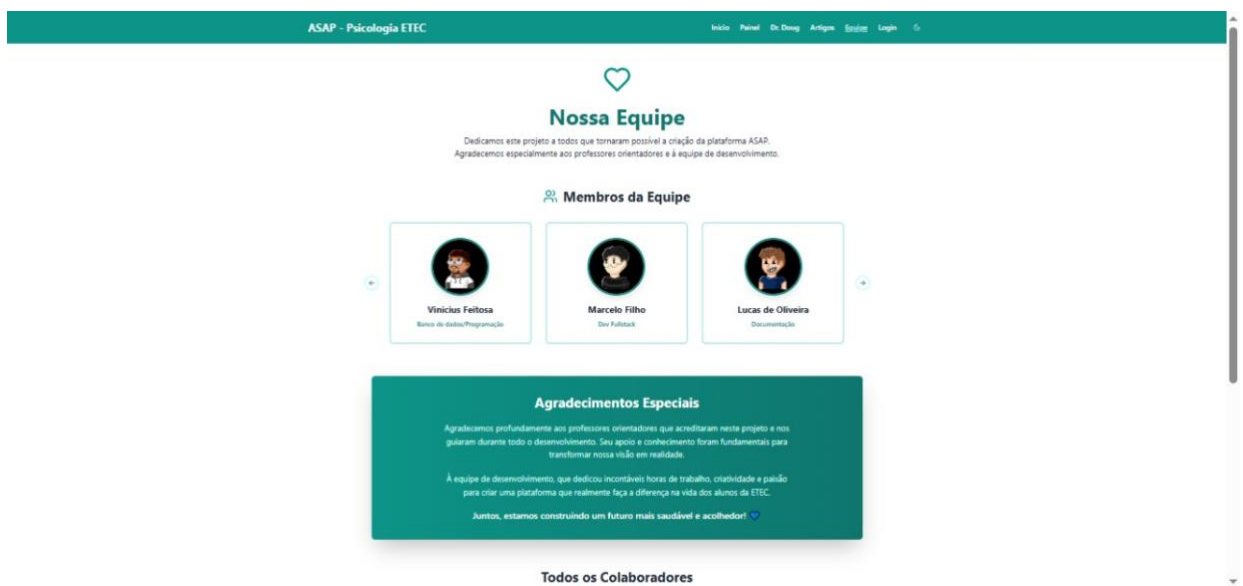 ASAP - Psicologia ETEC
Início Painel Dr. Doug Artigos Equipe Login
Nossa Equipe
Dedicamos este projeto a todos que tornaram possível a criação da plataforma ASAP.
Agradecemos especialmente aos professores orientadores e à equipe de desenvolvimento.
Membros da Equipe
Vinicius Feitosa
Banco de dados/Programação
Marcelo Filho
Dev Fullstack
Lucas de Oliveira
Documentação
Agradecimentos Especiais
Agradecemos profundamente aos professores orientadores que acreditaram neste projeto e nos
guiaram durante todo o desenvolvimento. Seu apoio e conhecimento foram fundamentais para
transformar nossa visão em realidade.
À equipe de desenvolvimento, que dedicou incontáveis horas de trabalho, criatividade e paixão
para criar uma plataforma que realmente faça a diferença na vida dos alunos da ETEC.
Juntos, estamos construindo um futuro mais saudável e acolhedor! 💙
Todos os Colaboradores